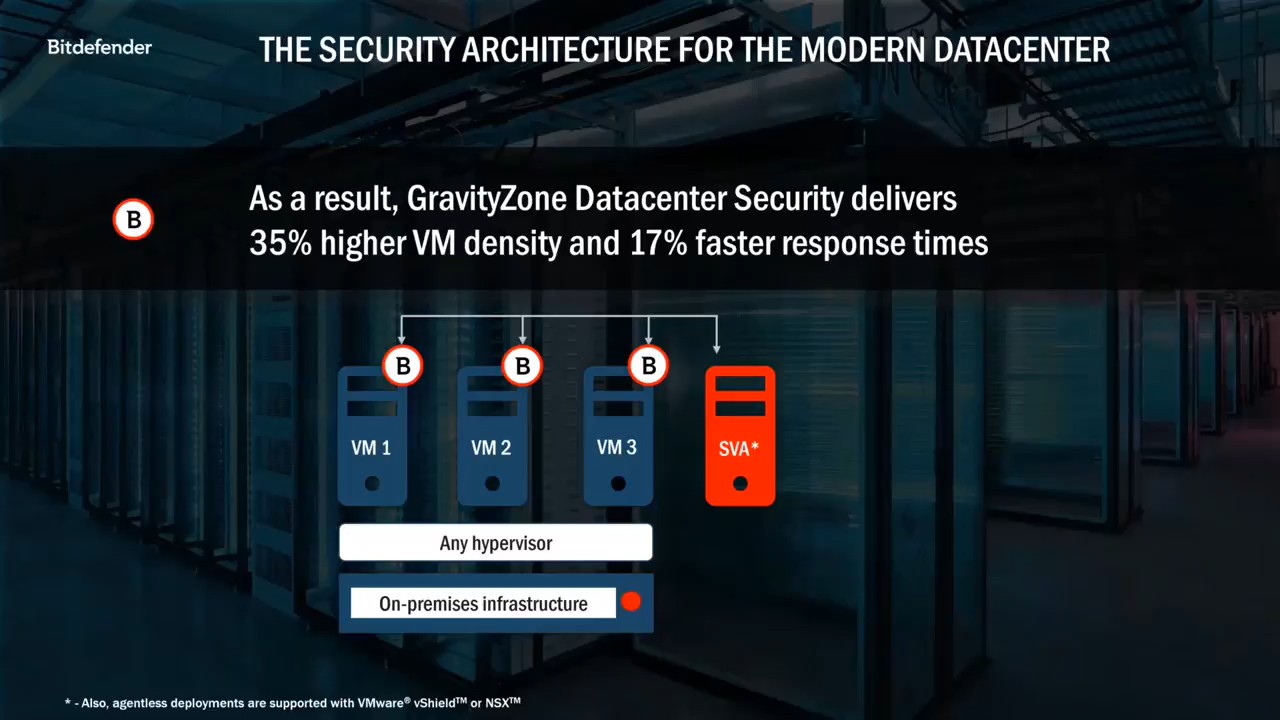 Bitdefender
THE SECURITY ARCHITECTURE FOR THE MODERN DATACENTER
B
As a result, GravityZone Datacenter Security delivers
35% higher VM density and 17% faster response times
B
B
B
VM 1
VM 2
VM 3
SVA*
Any hypervisor
On-premises infrastructure
* - Also, agentless deployments are supported with VMware® vShield™ or NSX™